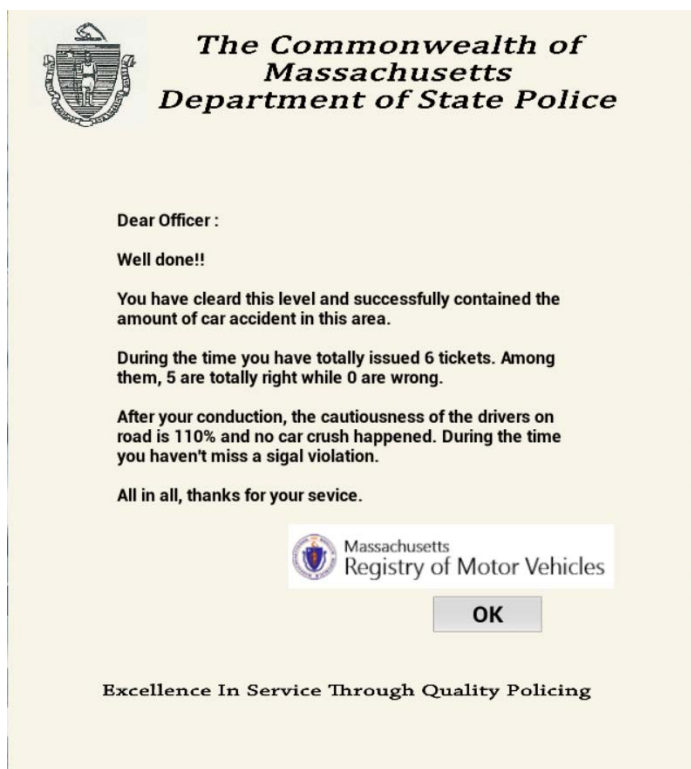 The Commonwealth of
Massachusetts
Department of State Police
Dear Officer :
Well done!!
You have cleard this level and successfully contained the
amount of car accident in this area.
During the time you have totally issued 6 tickets. Among
them, 5 are totally right while 0 are wrong.
After your conduction, the cautiousness of the drivers on
road is 110% and no car crush happened. During the time
you haven't miss a sigal violation.
All in all, thanks for your sevice.
Massachusetts
Registry of Motor Vehicles
OK
Excellence In Service Through Quality Policing